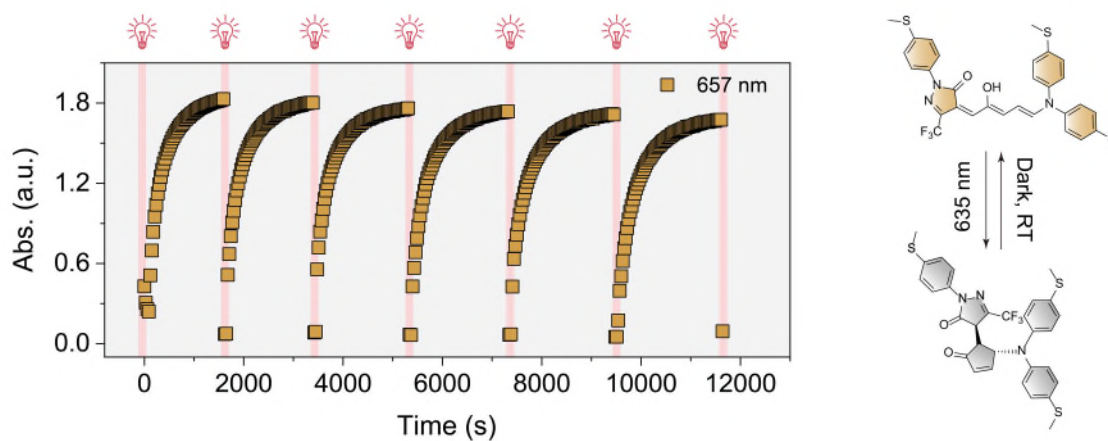 657 nm
1.8
1.2
0.6
0.0
Abs. (a.u.)
0
2000
4000
6000
8000
10000
12000
Time (s)
S
S
N
O
OH
N
N
F₃C
635 nm
Dark, RT
S
S
N
N
O
CF₃
O
N
S